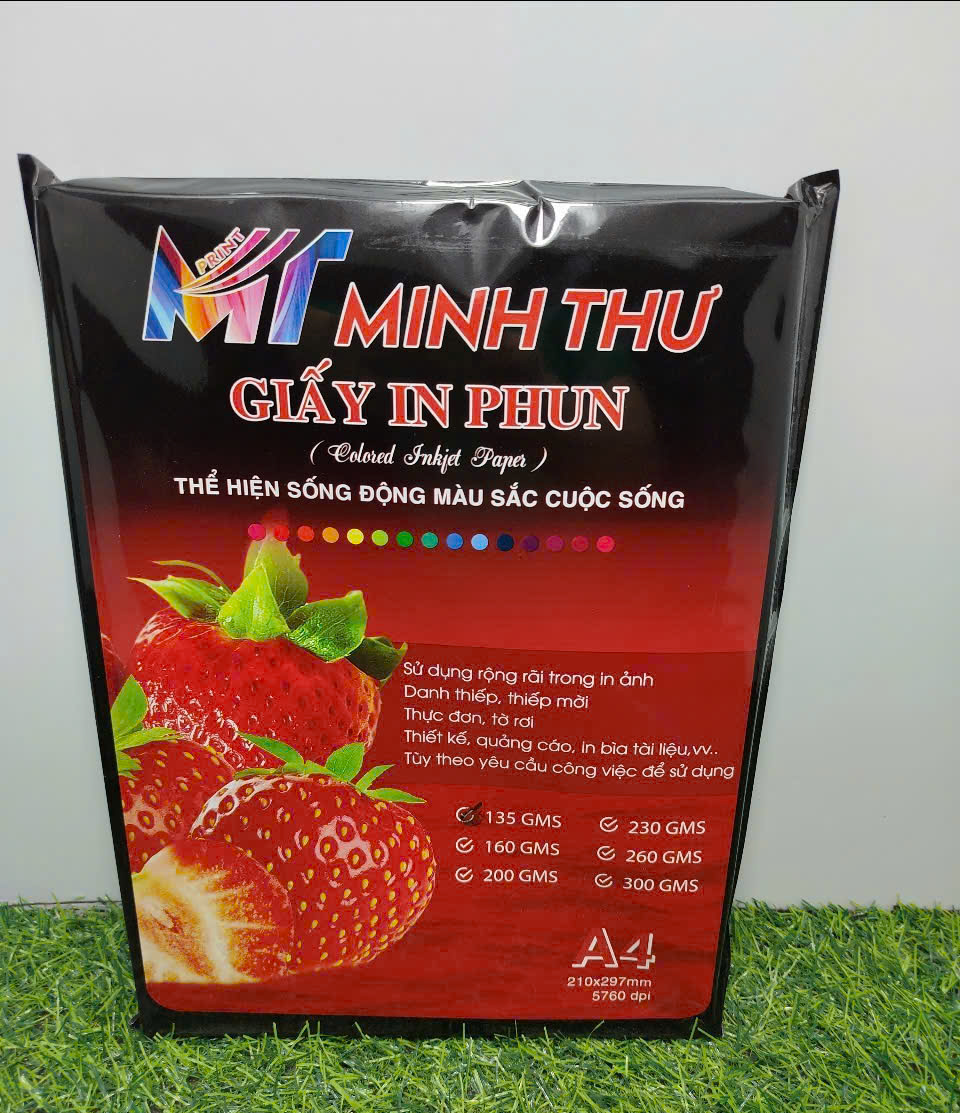 MT PRINT MINH THƯ
GIẤY IN PHUN
( Colored Inkjet Paper )
THỂ HIỆN SỐNG ĐỘNG MÀU SẮC CUỘC SỐNG
Sử dụng rộng rãi trong in ảnh
Danh thiếp, thiếp mời
Thực đơn, tờ rơi
Thiết kế, quảng cáo, in bìa tài liệu,vv..
Tùy theo yêu cầu công việc để sử dụng
135 GMS 230 GMS
160 GMS 260 GMS
200 GMS 300 GMS
A4
210x297mm
5760 dpi